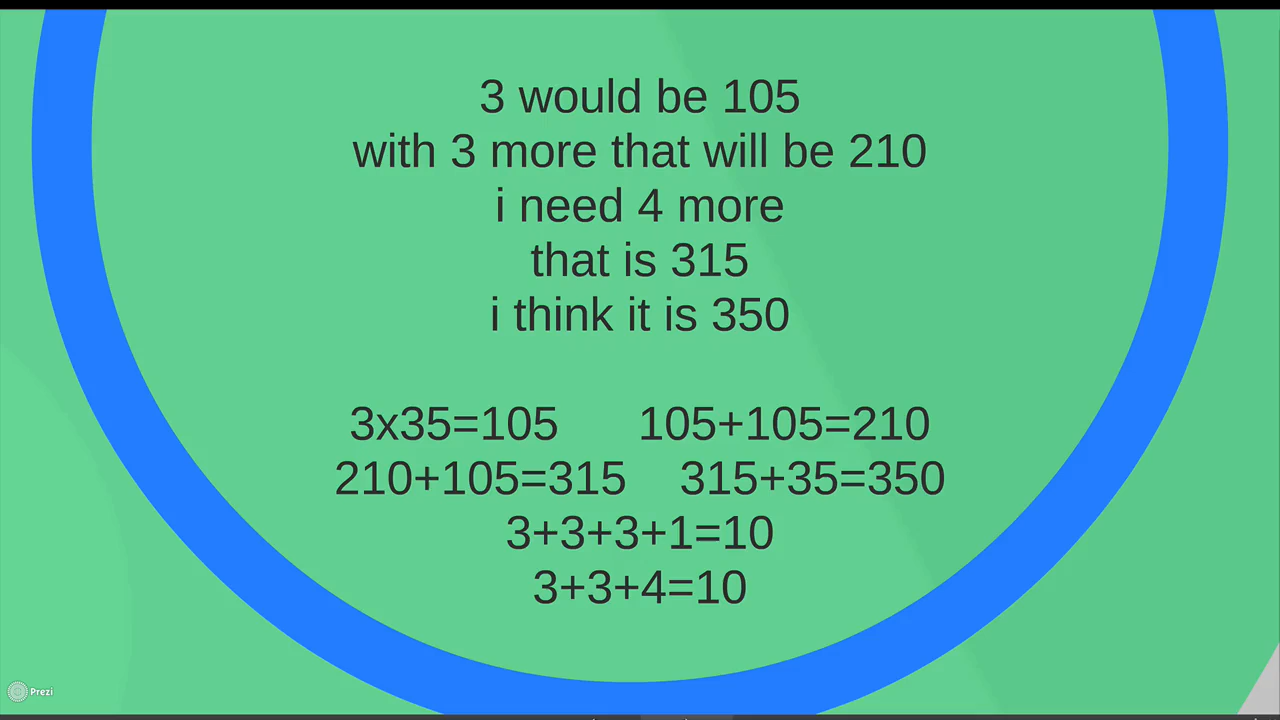 3 would be 105
with 3 more that will be 210
i need 4 more
that is 315
i think it is 350
3x35=105 105+105=210
210+105=315 315+35=350
3+3+3+1=10
3+3+4=10
Prezi